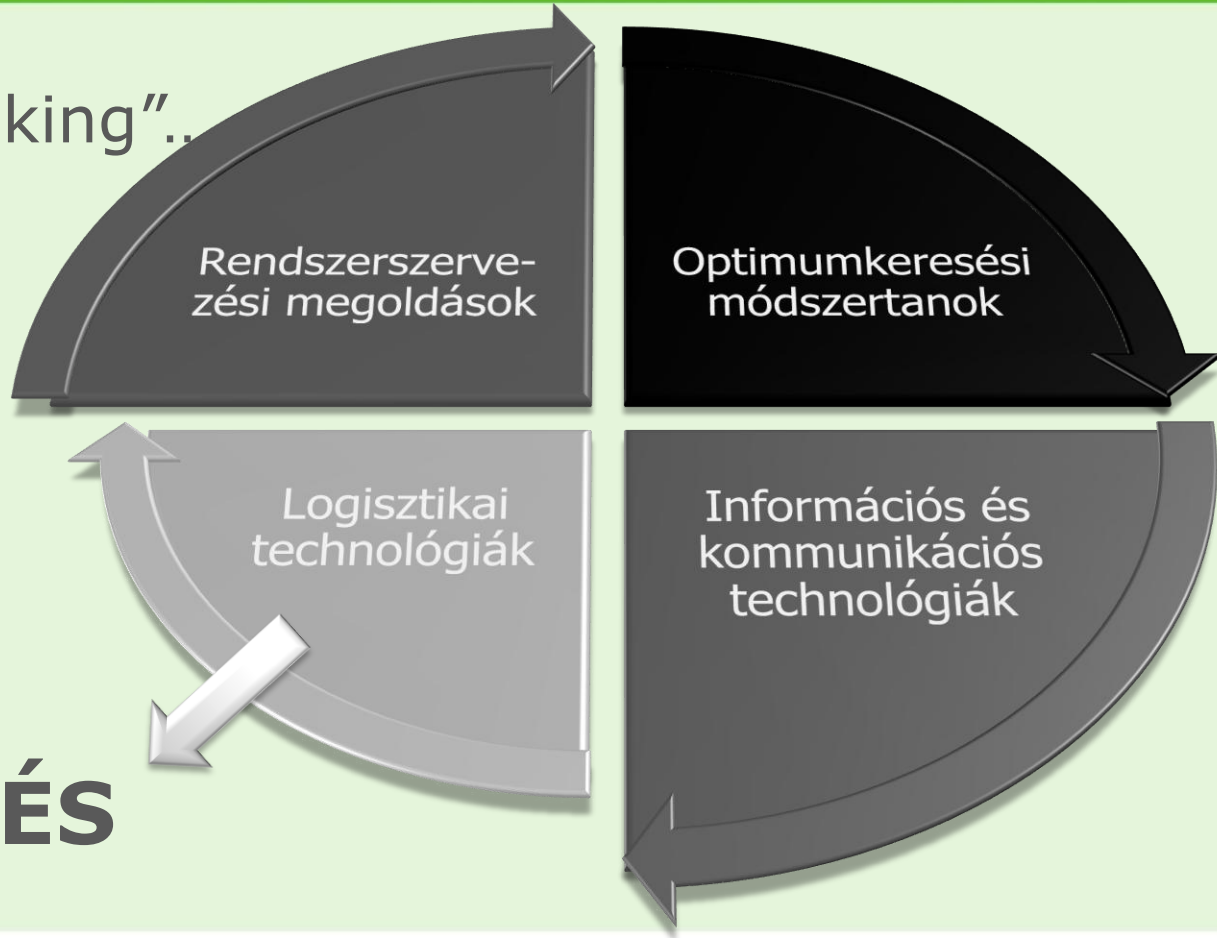 king”..
Rendszerszerve-
zési megoldások
Optimumkeresési
módszertanok
Logisztikai
technológiák
Információs és
kommunikációs
technológiák
ÉS